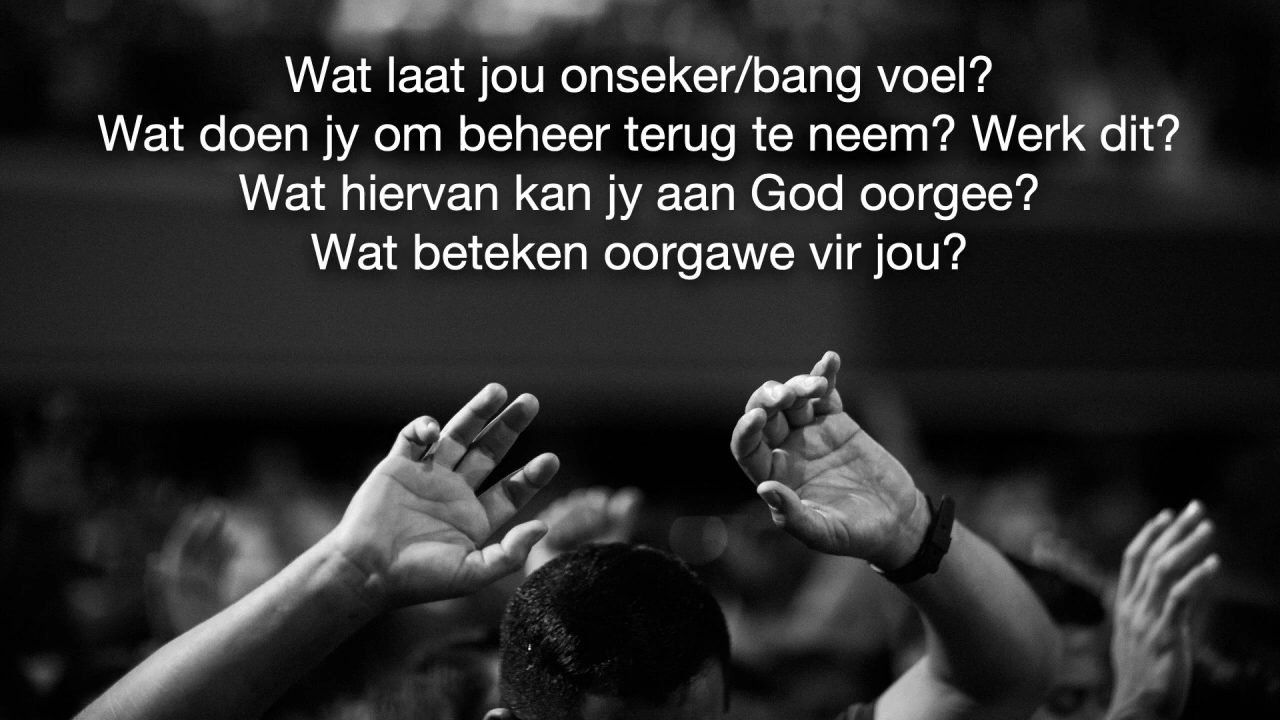 Wat laat jou onseker/bang voel?
Wat doen jy om beheer terug te neem? Werk dit?
Wat hiervan kan jy aan God oorgee?
Wat beteken oorgawe vir jou?